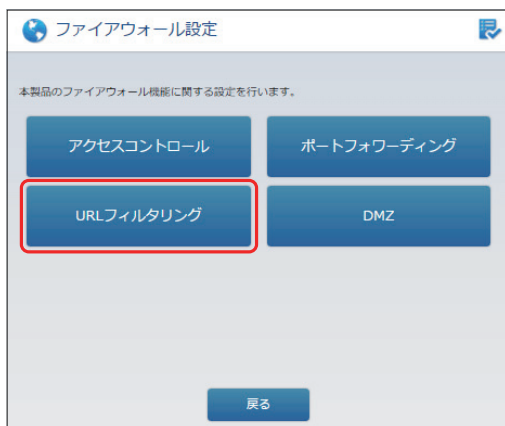 ファイアウォール設定
本製品のファイアウォール機能に関する設定を行います。
アクセスコントロール
ポートフォワーディング
URLフィルタリング
DMZ
戻る